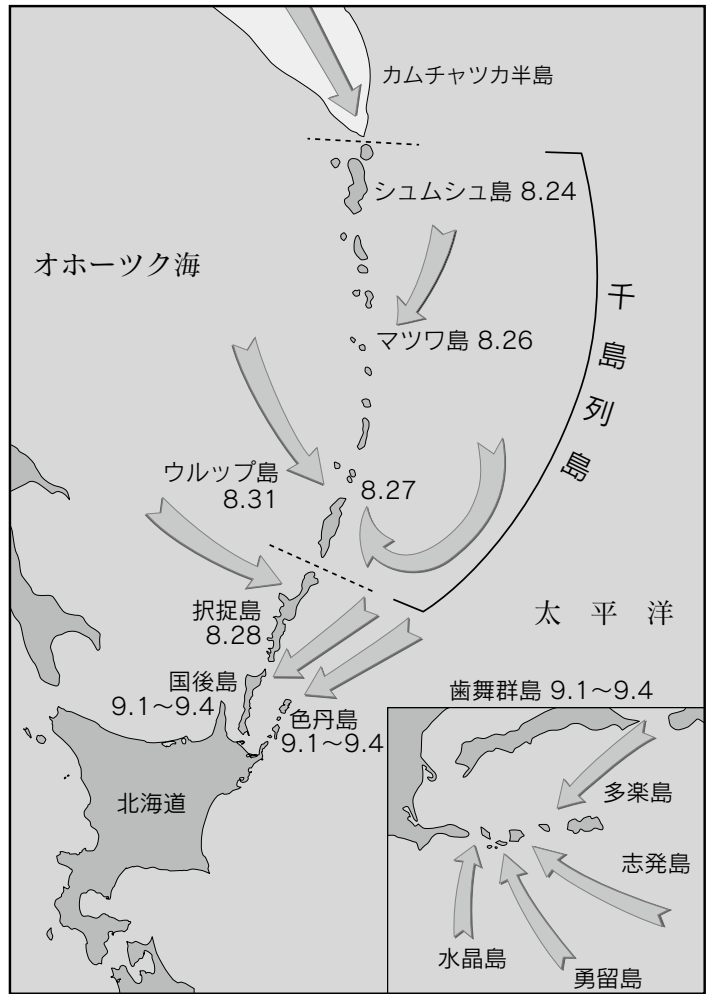 カムチャツカ半島
シュムシュ島 8.24
オホーツク海
千島列島
マツワ島 8.26
ウルップ島
8.31
8.27
択捉島
8.28
太平洋
国後島
9.1〜9.4
色丹島
9.1〜9.4
歯舞群島 9.1〜9.4
北海道
多楽島
志発島
水晶島
勇留島